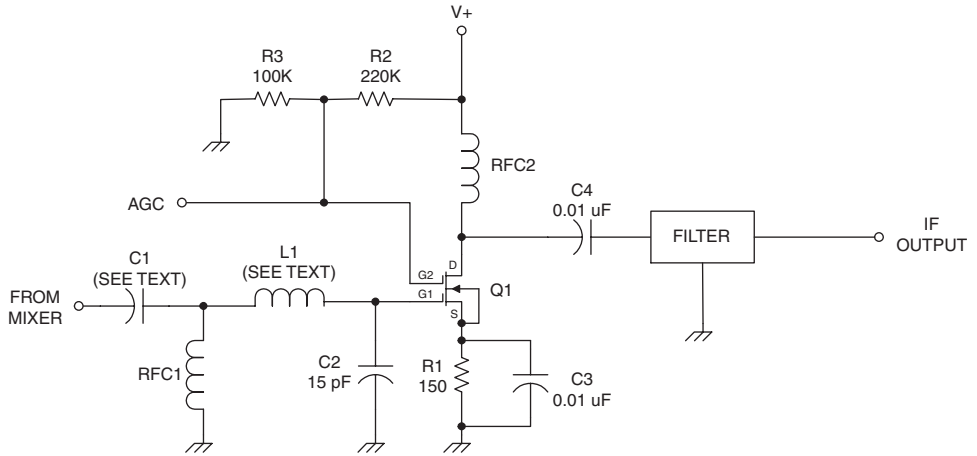 V+
R3
100K
R2
220K
RFC2
AGC
C4
0.01 uF
FILTER
IF
OUTPUT
C1
(SEE TEXT)
L1
(SEE TEXT)
D
G2
G1
S
Q1
FROM
MIXER
RFC1
C2
15 pF
R1
150
C3
0.01 uF